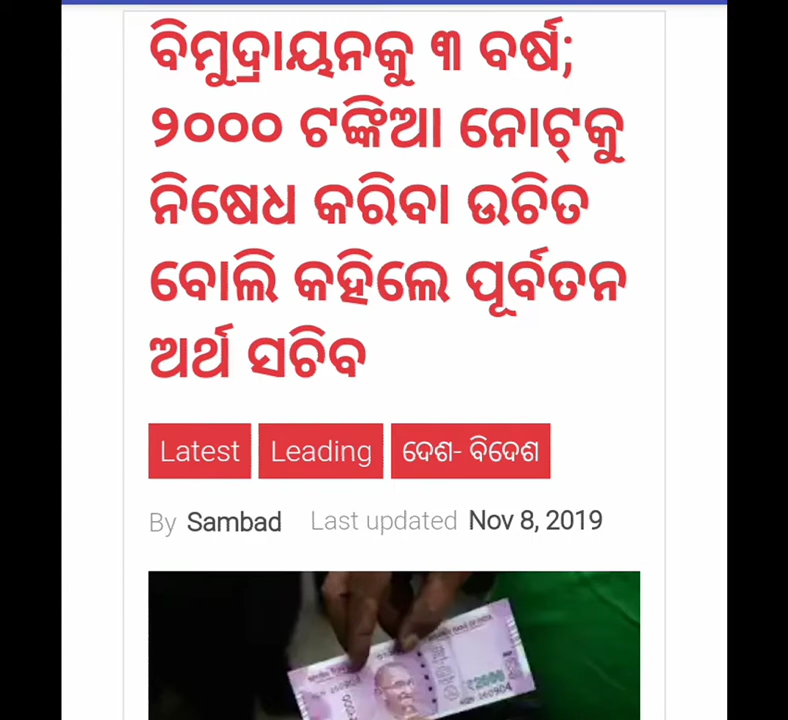 ବିମୁଦ୍ରାୟନକୁ ୩ ବର୍ଷ;
୨୦୦୦ ଟଙ୍କିଆ ନୋଟ୍‌କୁ
ନିଷେଧ କରିବା ଉଚିତ
ବୋଲି କହିଲେ ପୂର୍ବତନ
ଅର୍ଥ ସଚିବ
Latest Leading ଦେଶ- ବିଦେଶ
By Sambad Last updated Nov 8, 2019